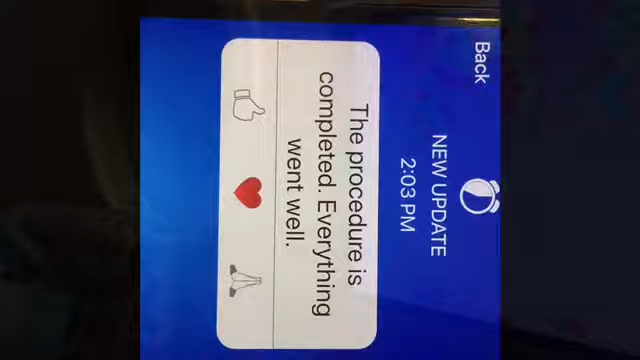 Back
NEW UPDATE
2:03 PM
The procedure is
completed. Everything
went well.